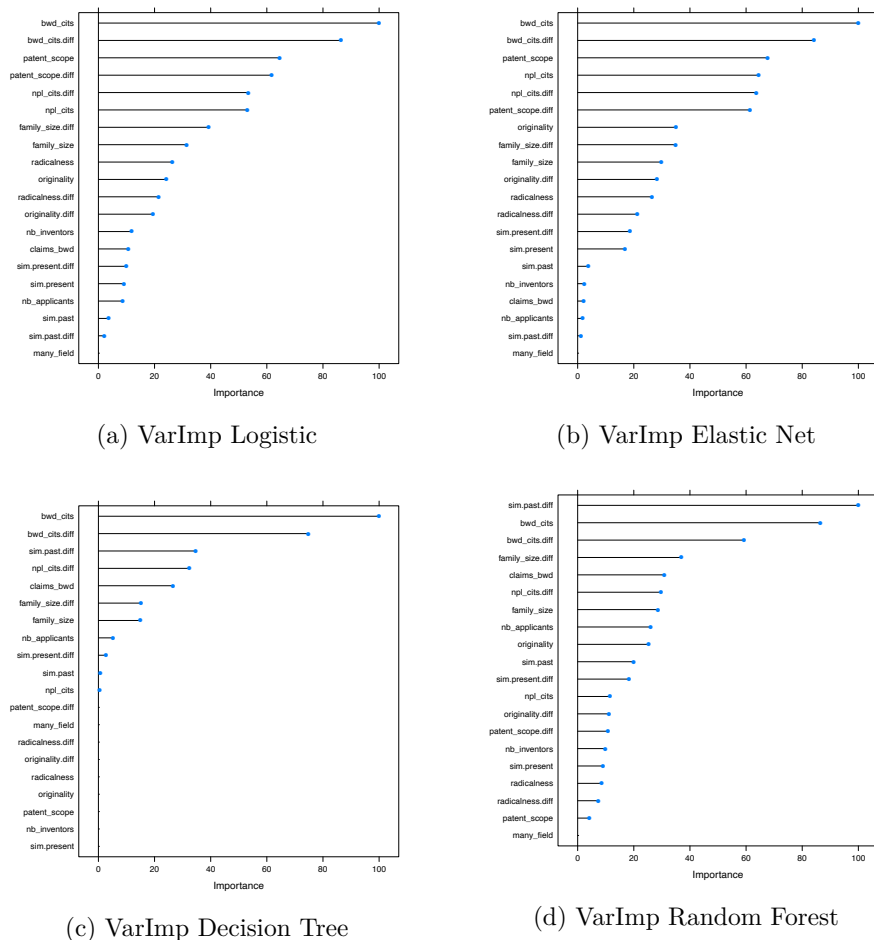 bwd_cits
bwd_cits.diff
patent_scope
patent_scope.diff
npl_cits.diff
npl_cits
family_size.diff
family_size
radicalness
originality
radicalness.diff
originality.diff
nb_inventors
claims_bwd
sim.present.diff
sim.present
nb_applicants
sim.past
sim.past.diff
many_field
0 20 40 60 80 100
Importance
(a) VarImp Logistic
bwd_cits
bwd_cits.diff
patent_scope
npl_cits
npl_cits.diff
patent_scope.diff
originality
family_size.diff
family_size
originality.diff
radicalness
radicalness.diff
sim.present.diff
sim.present
sim.past
nb_inventors
claims_bwd
nb_applicants
sim.past.diff
many_field
0 20 40 60 80 100
Importance
(b) VarImp Elastic Net
bwd_cits
bwd_cits.diff
sim.past.diff
npl_cits.diff
claims_bwd
family_size.diff
family_size
nb_applicants
sim.present.diff
sim.past
npl_cits
patent_scope.diff
many_field
radicalness.diff
originality.diff
radicalness
originality
patent_scope
nb_inventors
sim.present
0 20 40 60 80 100
Importance
(c) VarImp Decision Tree
sim.past.diff
bwd_cits
bwd_cits.diff
family_size.diff
claims_bwd
npl_cits.diff
family_size
nb_applicants
originality
sim.past
sim.present.diff
npl_cits
originality.diff
patent_scope.diff
nb_inventors
sim.present
radicalness
radicalness.diff
patent_scope
many_field
0 20 40 60 80 100
Importance
(d) VarImp Random Forest